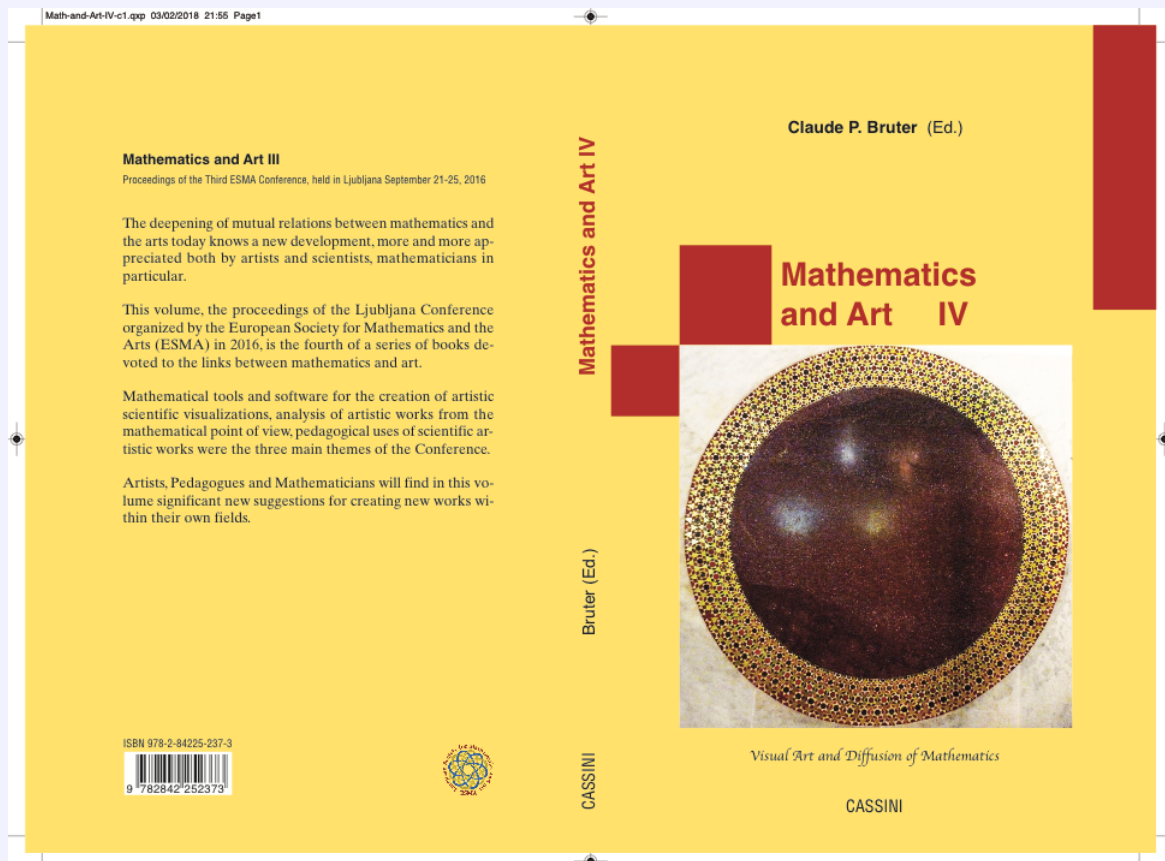 Math-and-Art-IV-c1.qxp 03/02/2018 21:55 Page1
Mathematics and Art III
Proceedings of the Third ESMA Conference, held in Ljubljana September 21-25, 2016
The deepening of mutual relations between mathematics and
the arts today knows a new development, more and more ap-
preciated both by artists and scientists, mathematicians in
particular.
This volume, the proceedings of the Ljubljana Conference
organized by the European Society for Mathematics and the
Arts (ESMA) in 2016, is the fourth of a series of books de-
voted to the links between mathematics and art.
Mathematical tools and software for the creation of artistic
scientific visualizations, analysis of artistic works from the
mathematical point of view, pedagogical uses of scientific ar-
tistic works were the three main themes of the Conference.
Artists, Pedagogues and Mathematicians will find in this vo-
lume significant new suggestions for creating new works wi-
thin their own fields.
ISBN 978-2-84225-237-3
9 782842 252373
ESMA
Mathematics and Art IV
Bruter (Ed.)
CASSINI
Claude P. Bruter (Ed.)
Mathematics
and Art IV
Visual Art and Diffusion of Mathematics
CASSINI